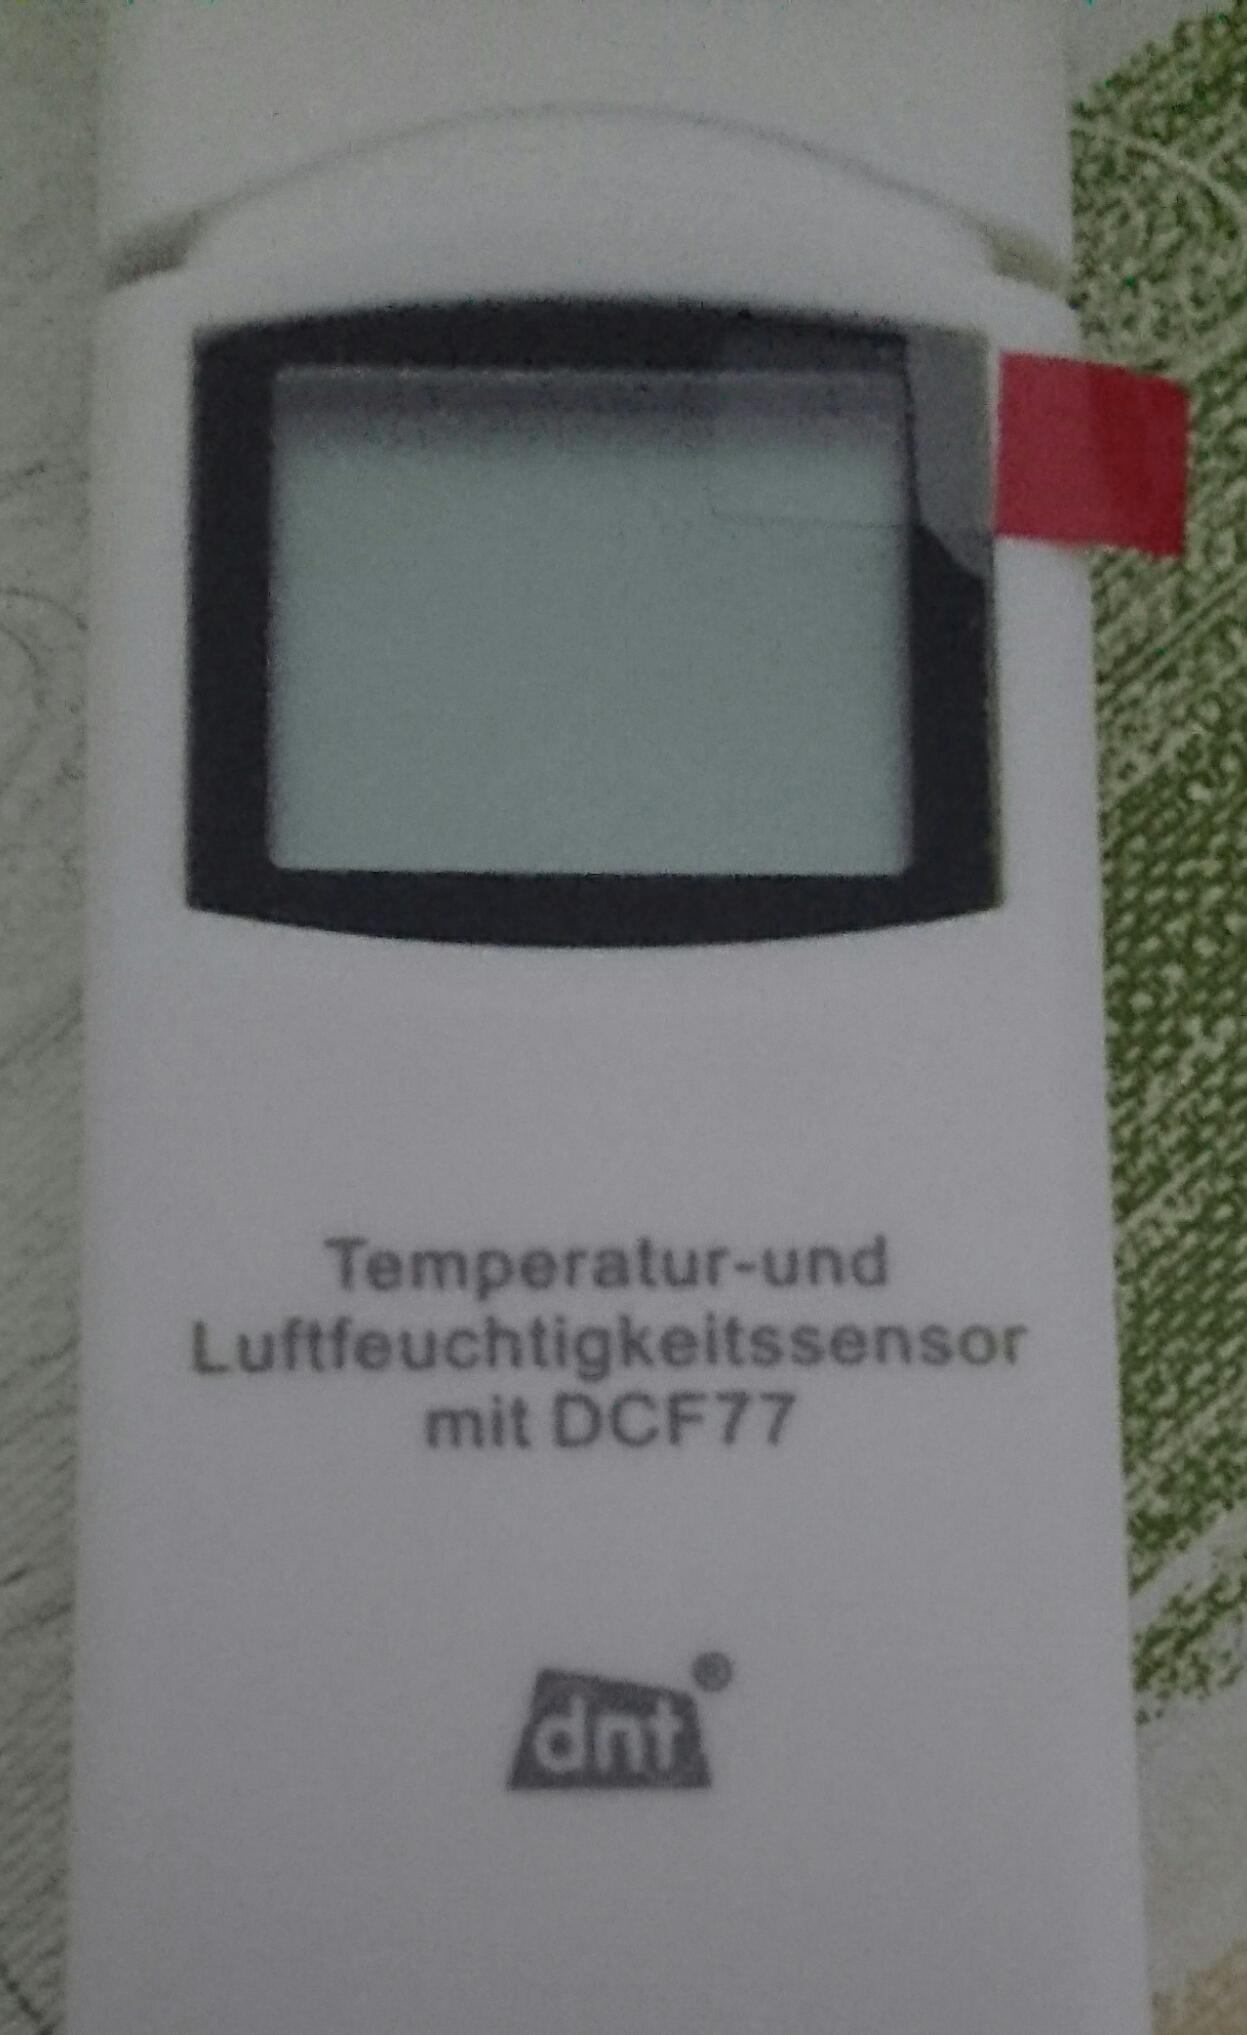 Temperatur-und
Luftfeuchtigkeitssensor
mit DCF77
dnt®